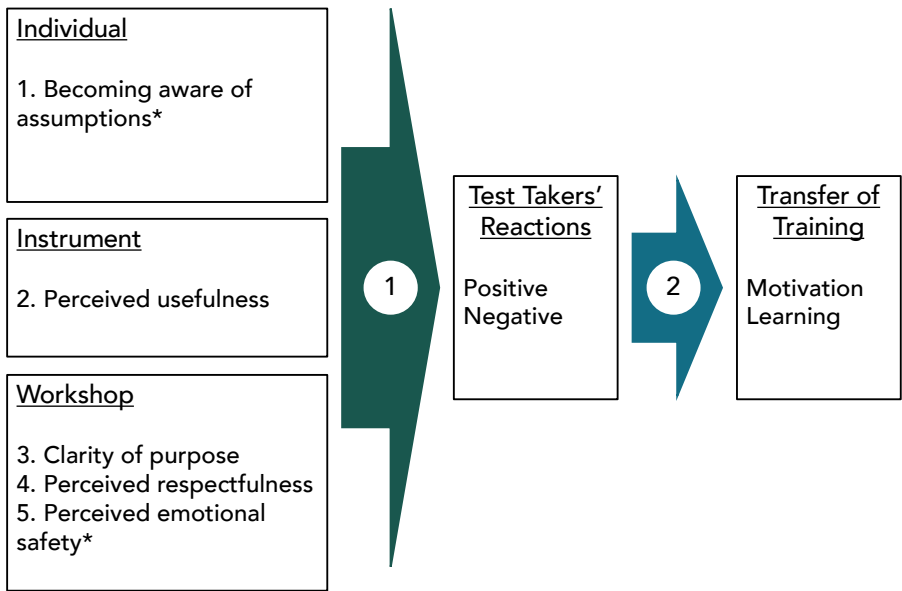 Individual
1. Becoming aware of
assumptions*
Instrument
2. Perceived usefulness
Workshop
3. Clarity of purpose
4. Perceived respectfulness
5. Perceived emotional
safety*
1
Test Takers’
Reactions
Positive
Negative
2
Transfer of
Training
Motivation
Learning